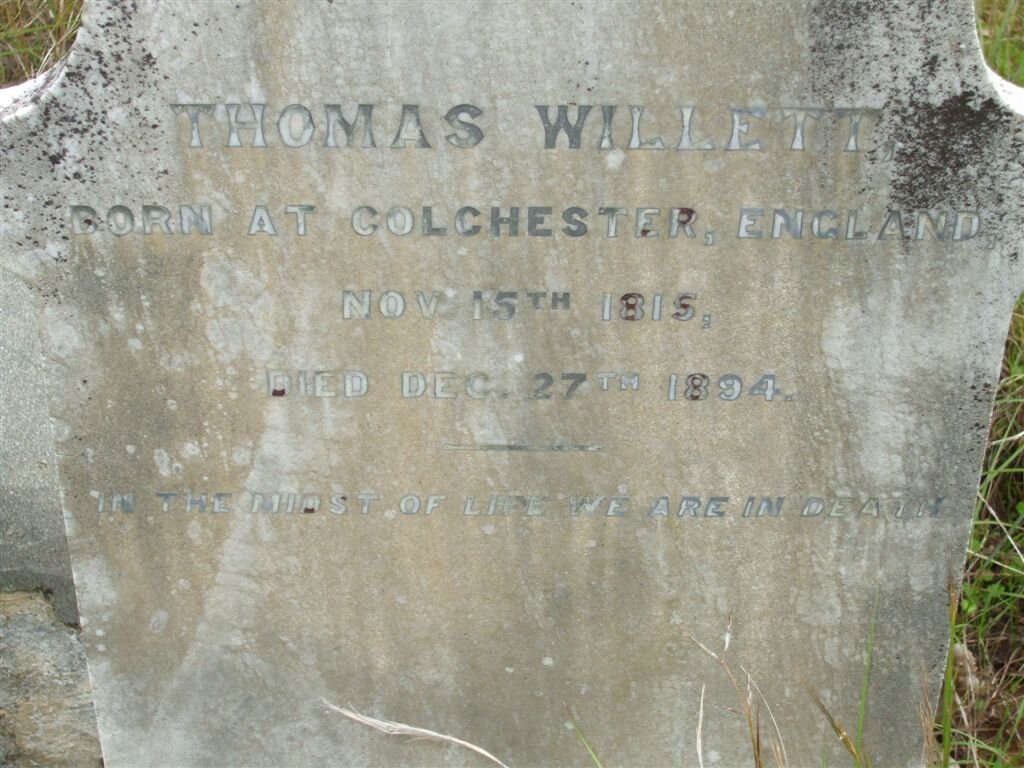 THOMAS WILLETT,
BORN AT COLCHESTER, ENGLAND,
NOV 15TH 1815,
DIED DEC. 27TH 1894.
IN THE MIDST OF LIFE WE ARE IN DEATH